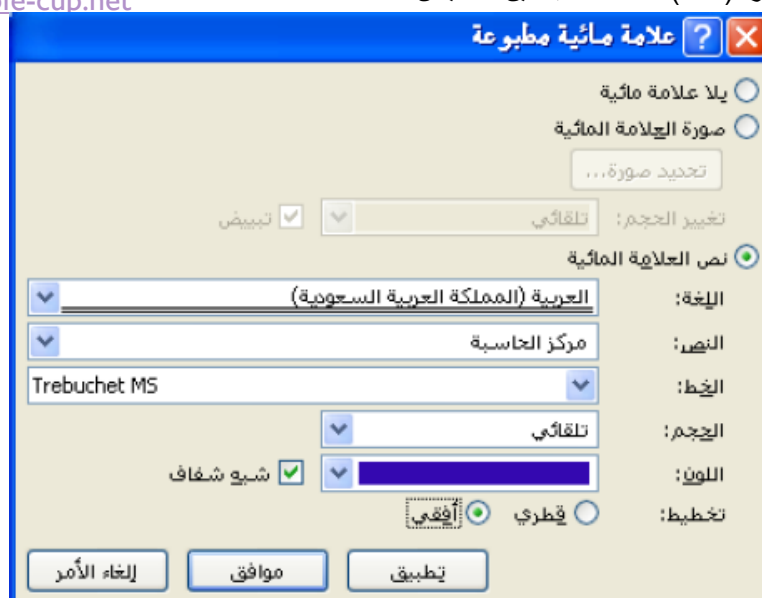 علامة مائية مطبوعة
بلا علامة مائية
صورة العلامة المائية
تحديد صورة...
تغيير الحجم: تلقائي تبييض
نص العلامة المائية
اللغة: العربية (المملكة العربية السعودية)
النص: مركز الحاسبة
الخط: Trebuchet MS
الحجم: تلقائي
اللون: شبه شفاف
تخطيط: قطري أفقي
تطبيق موافق إلغاء الأمر